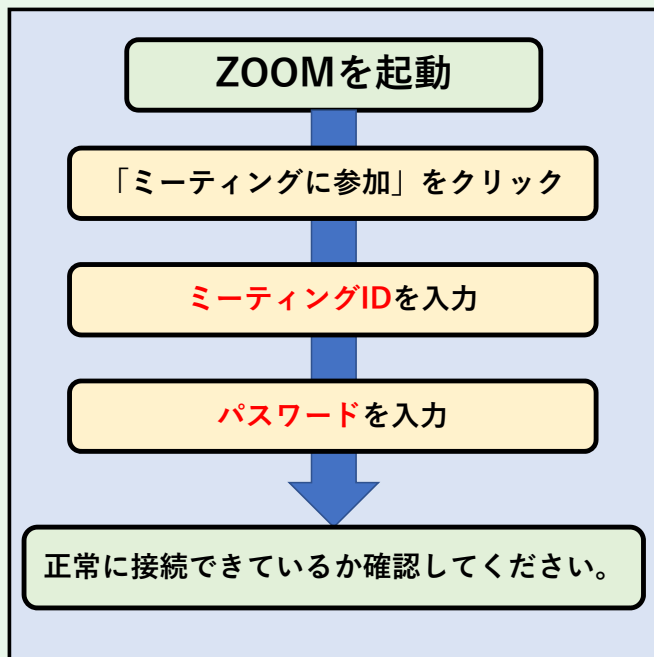 ZOOMを起動
「ミーティングに参加」をクリック
ミーティングIDを入力
パスワードを入力
正常に接続できているか確認してください。